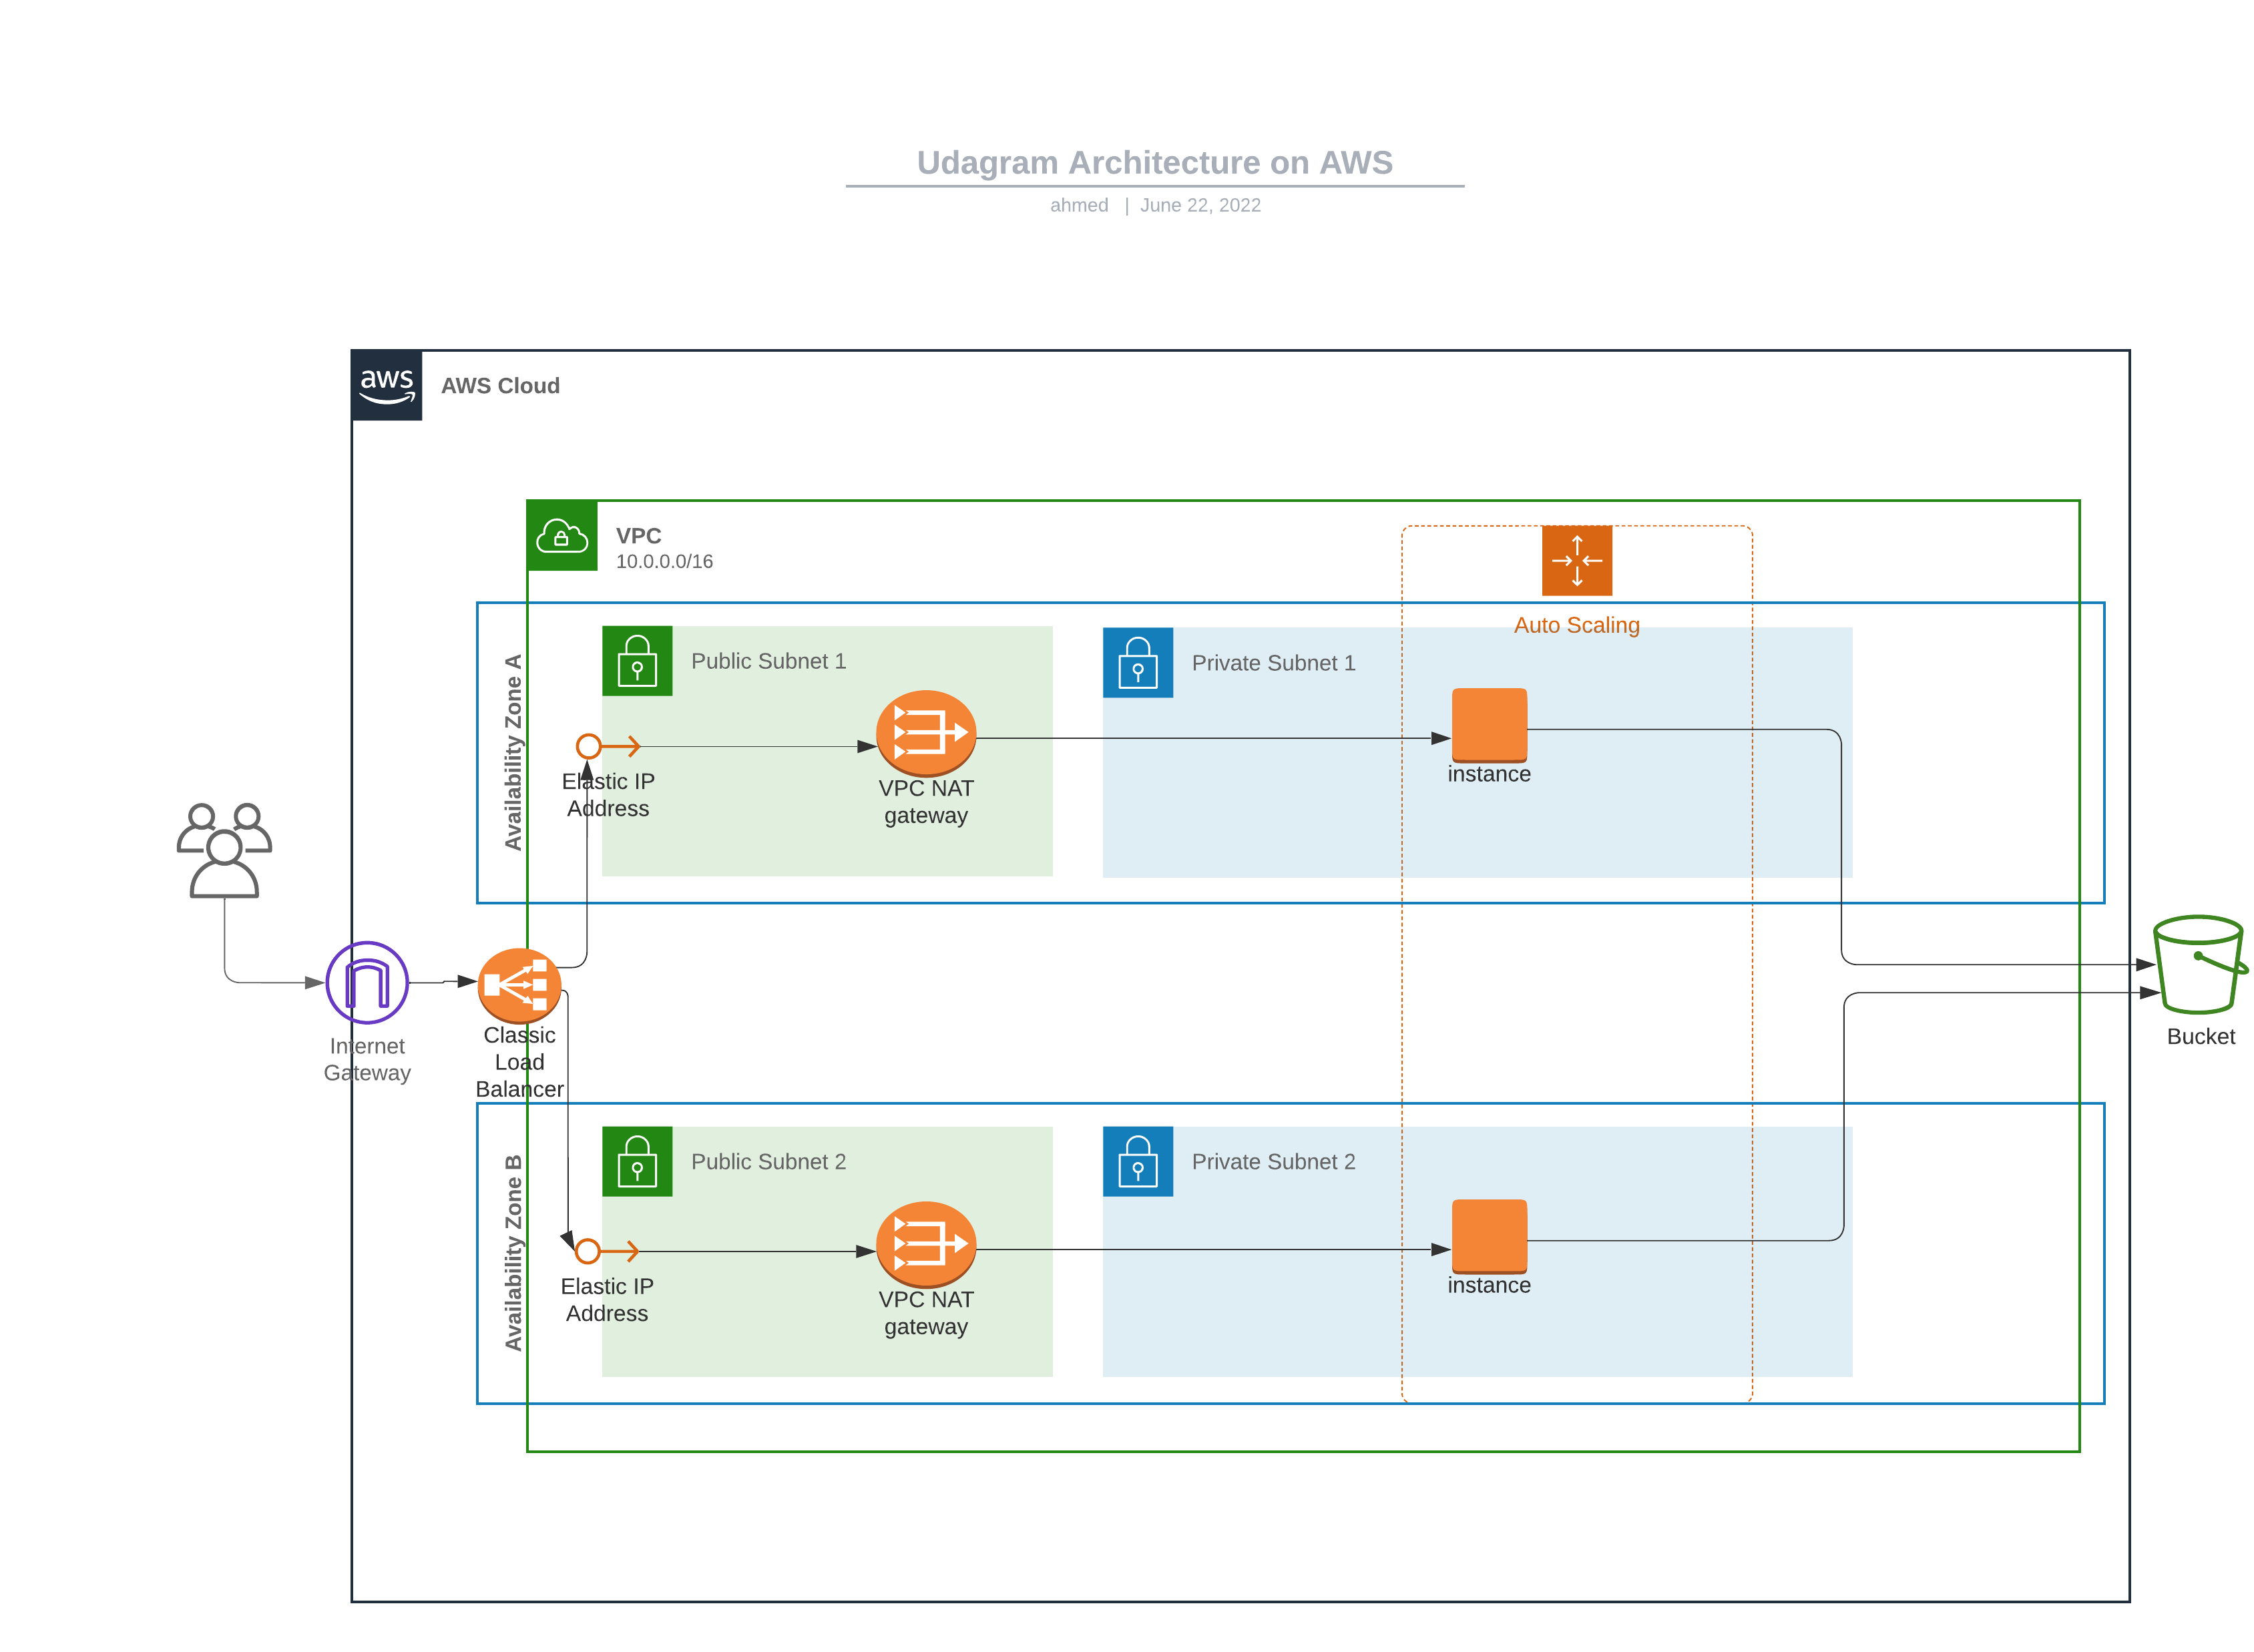 Udagram Architecture on AWS
ahmed | June 22, 2022
aws
AWS Cloud
VPC
10.0.0.0/16
Auto Scaling
Availability Zone A
Public Subnet 1
Private Subnet 1
Elastic IP
Address
VPC NAT
gateway
instance
Internet
Gateway
Classic
Load
Balancer
Bucket
Availability Zone B
Public Subnet 2
Private Subnet 2
Elastic IP
Address
VPC NAT
gateway
instance